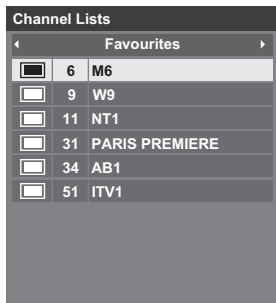 Channel Lists
Favourites
6 M6
9 W9
11 NT1
31 PARIS PREMIERE
34 AB1
51 ITV1